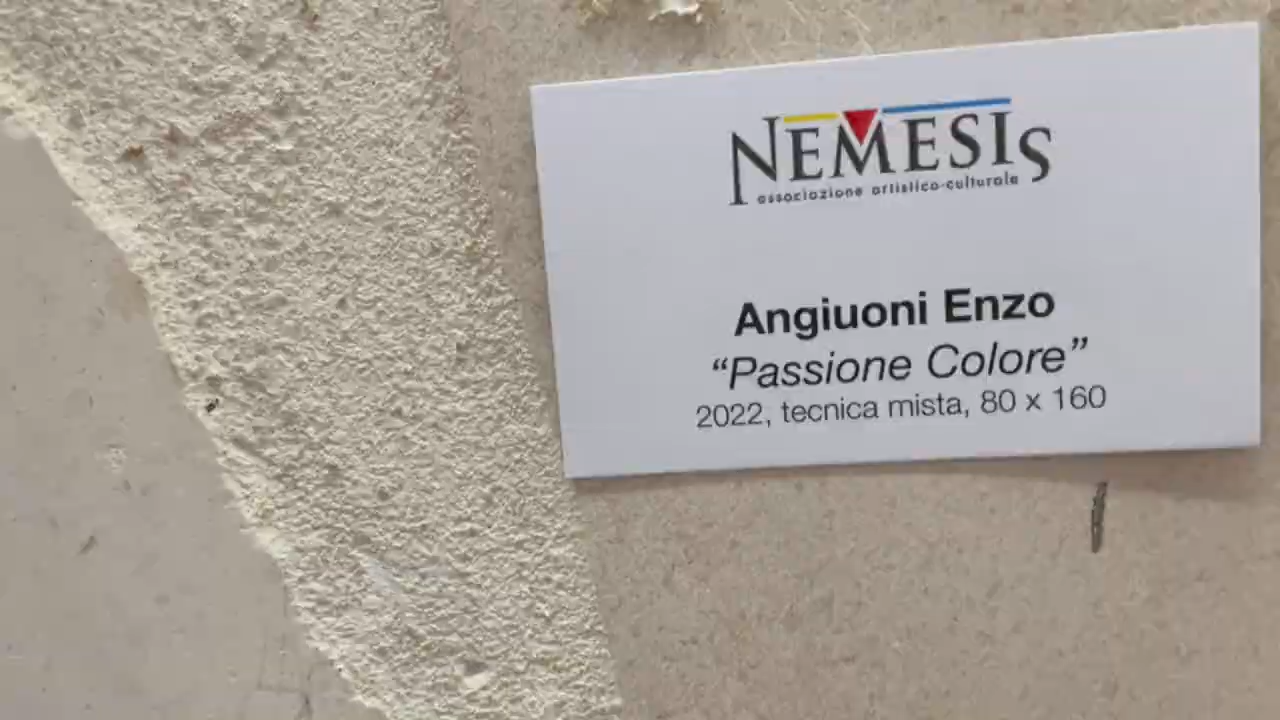 NEMESIS
associazione artistico-culturale
Angiuoni Enzo
“Passione Colore”
2022, tecnica mista, 80 x 160